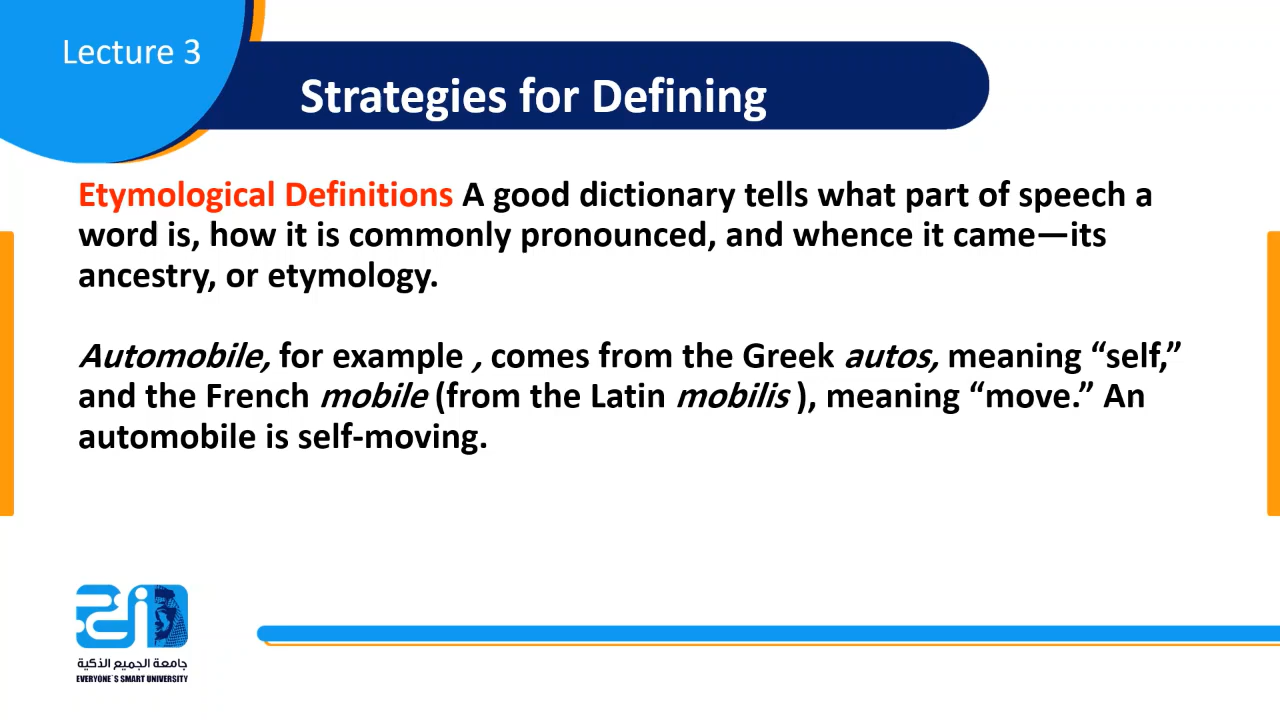 Lecture 3
Strategies for Defining
Etymological Definitions A good dictionary tells what part of speech a
word is, how it is commonly pronounced, and whence it came—its
ancestry, or etymology.
Automobile, for example , comes from the Greek autos, meaning “self,”
and the French mobile (from the Latin mobilis ), meaning “move.” An
automobile is self-moving.
جامعة الجميع الذكية
EVERYONE`S SMART UNIVERSITY